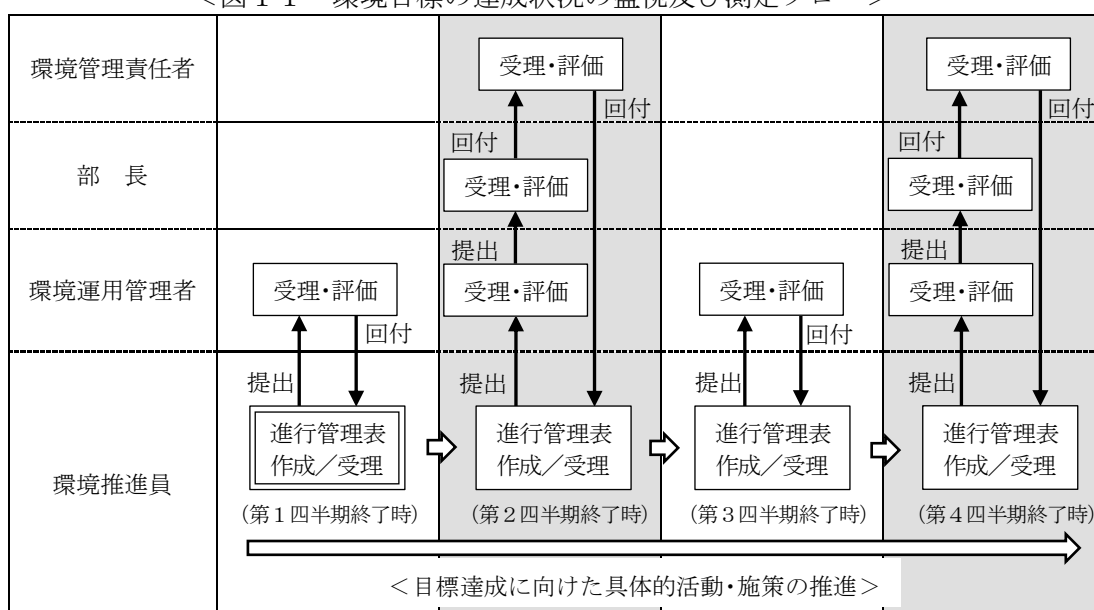 ＜図１１　環境目標の達成状況の監視及び測定フロー＞
環境管理責任者
受理・評価
受理・評価
回付
回付
部　長
回付
回付
受理・評価
受理・評価
環境運用管理者
提出
提出
受理・評価
受理・評価
受理・評価
受理・評価
回付
回付
環境推進員
提出
提出
提出
提出
進行管理表
作成／受理
進行管理表
作成／受理
進行管理表
作成／受理
進行管理表
作成／受理
(第１四半期終了時)
(第２四半期終了時)
(第３四半期終了時)
(第４四半期終了時)
＜目標達成に向けた具体的活動・施策の推進＞